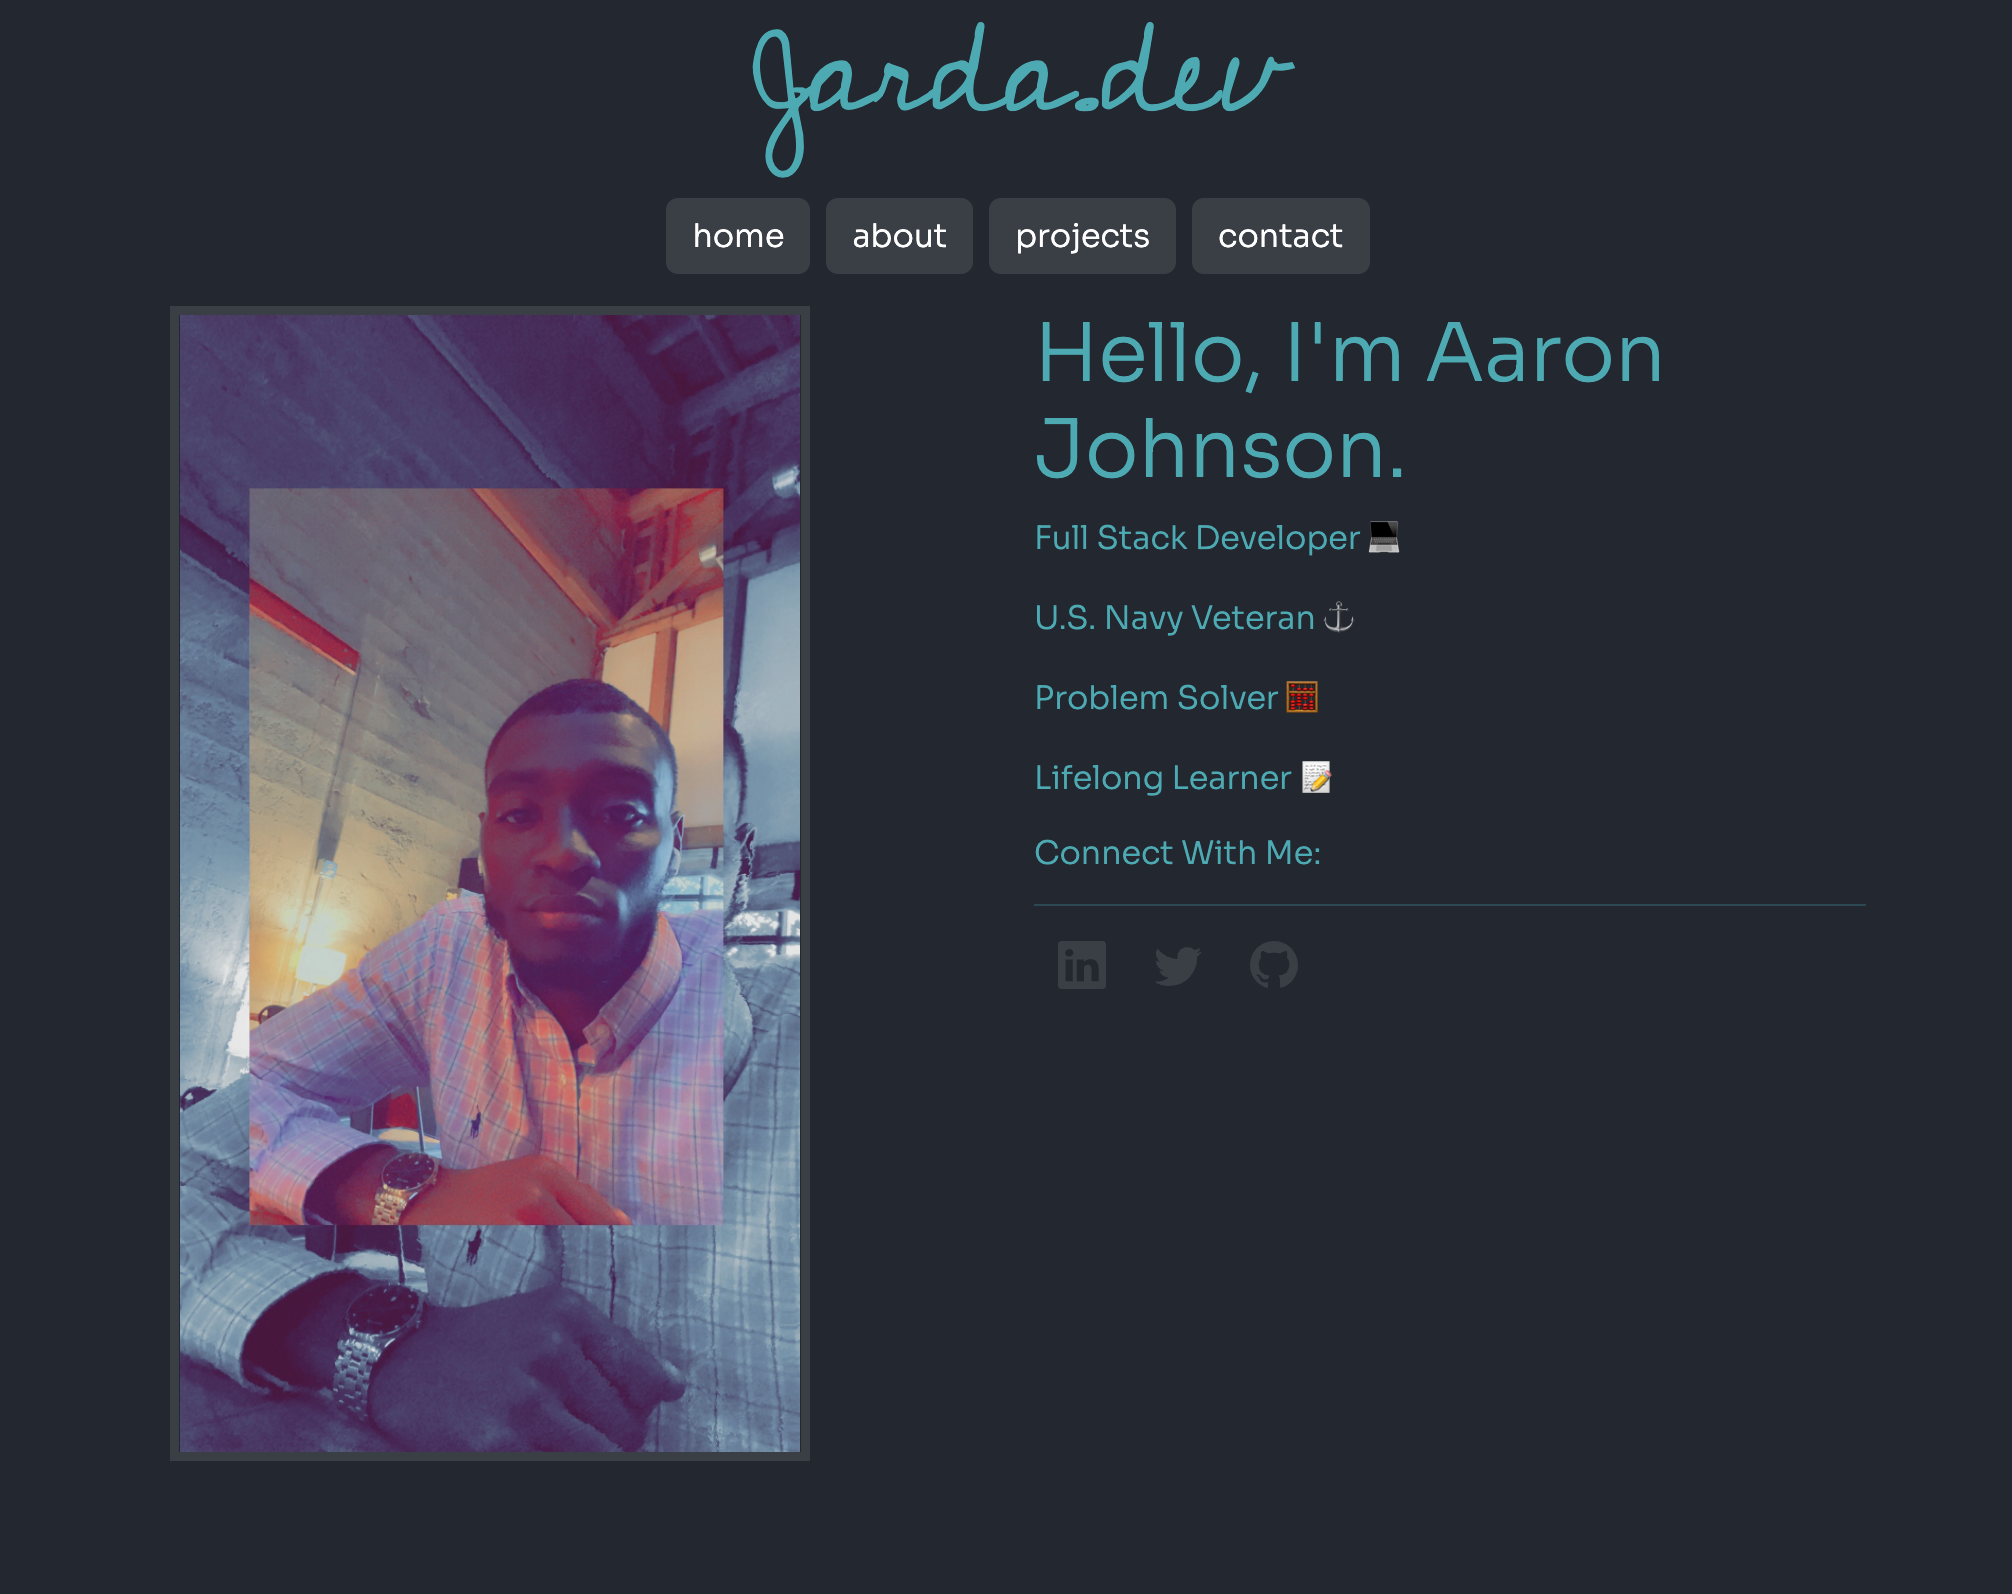 Jarda.dev
home about projects contact
Hello, I'm Aaron
Johnson.
Full Stack Developer 💻
U.S. Navy Veteran ⚓
Problem Solver 🧮
Lifelong Learner 📝
Connect With Me:
in